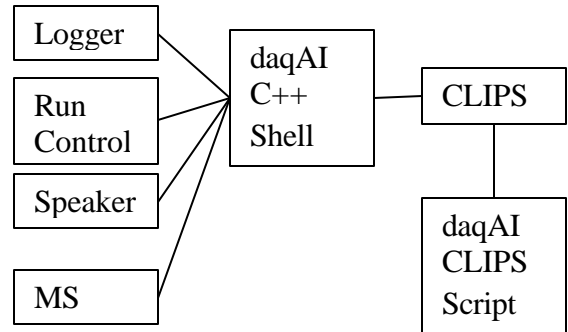 Logger
Run
Control
Speaker
MS
daqAI
C++
Shell
CLIPS
daqAI
CLIPS
Script